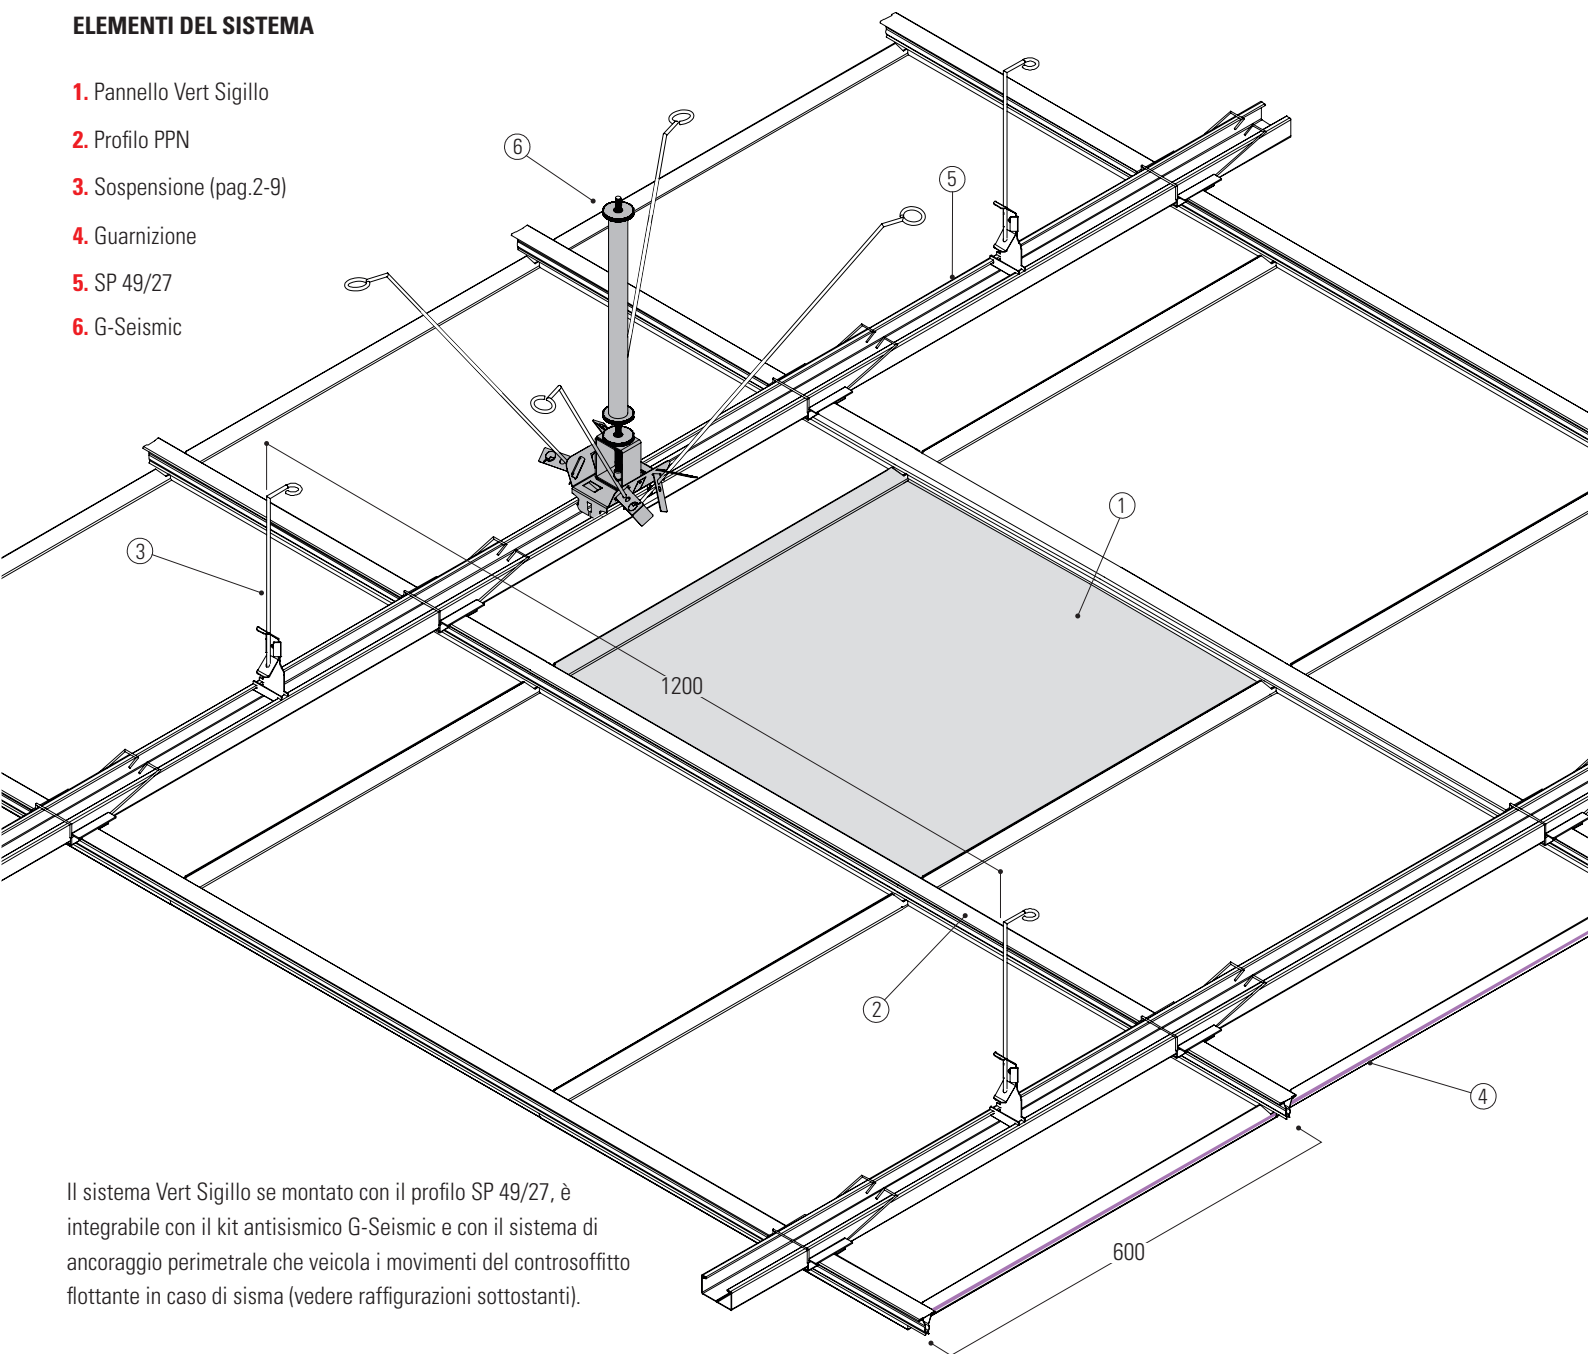 ELEMENTI DEL SISTEMA
1. Pannello Vert Sigillo
2. Profilo PPN
3. Sospensione (pag.2-9)
4. Guarnizione
5. SP 49/27
6. G-Seismic
6
5
3
1
1200
2
4
600
Il sistema Vert Sigillo se montato con il profilo SP 49/27, è
integrabile con il kit antisismico G-Seismic e con il sistema di
ancoraggio perimetrale che veicola i movimenti del controsoffitto
flottante in caso di sisma (vedere raffigurazioni sottostanti).